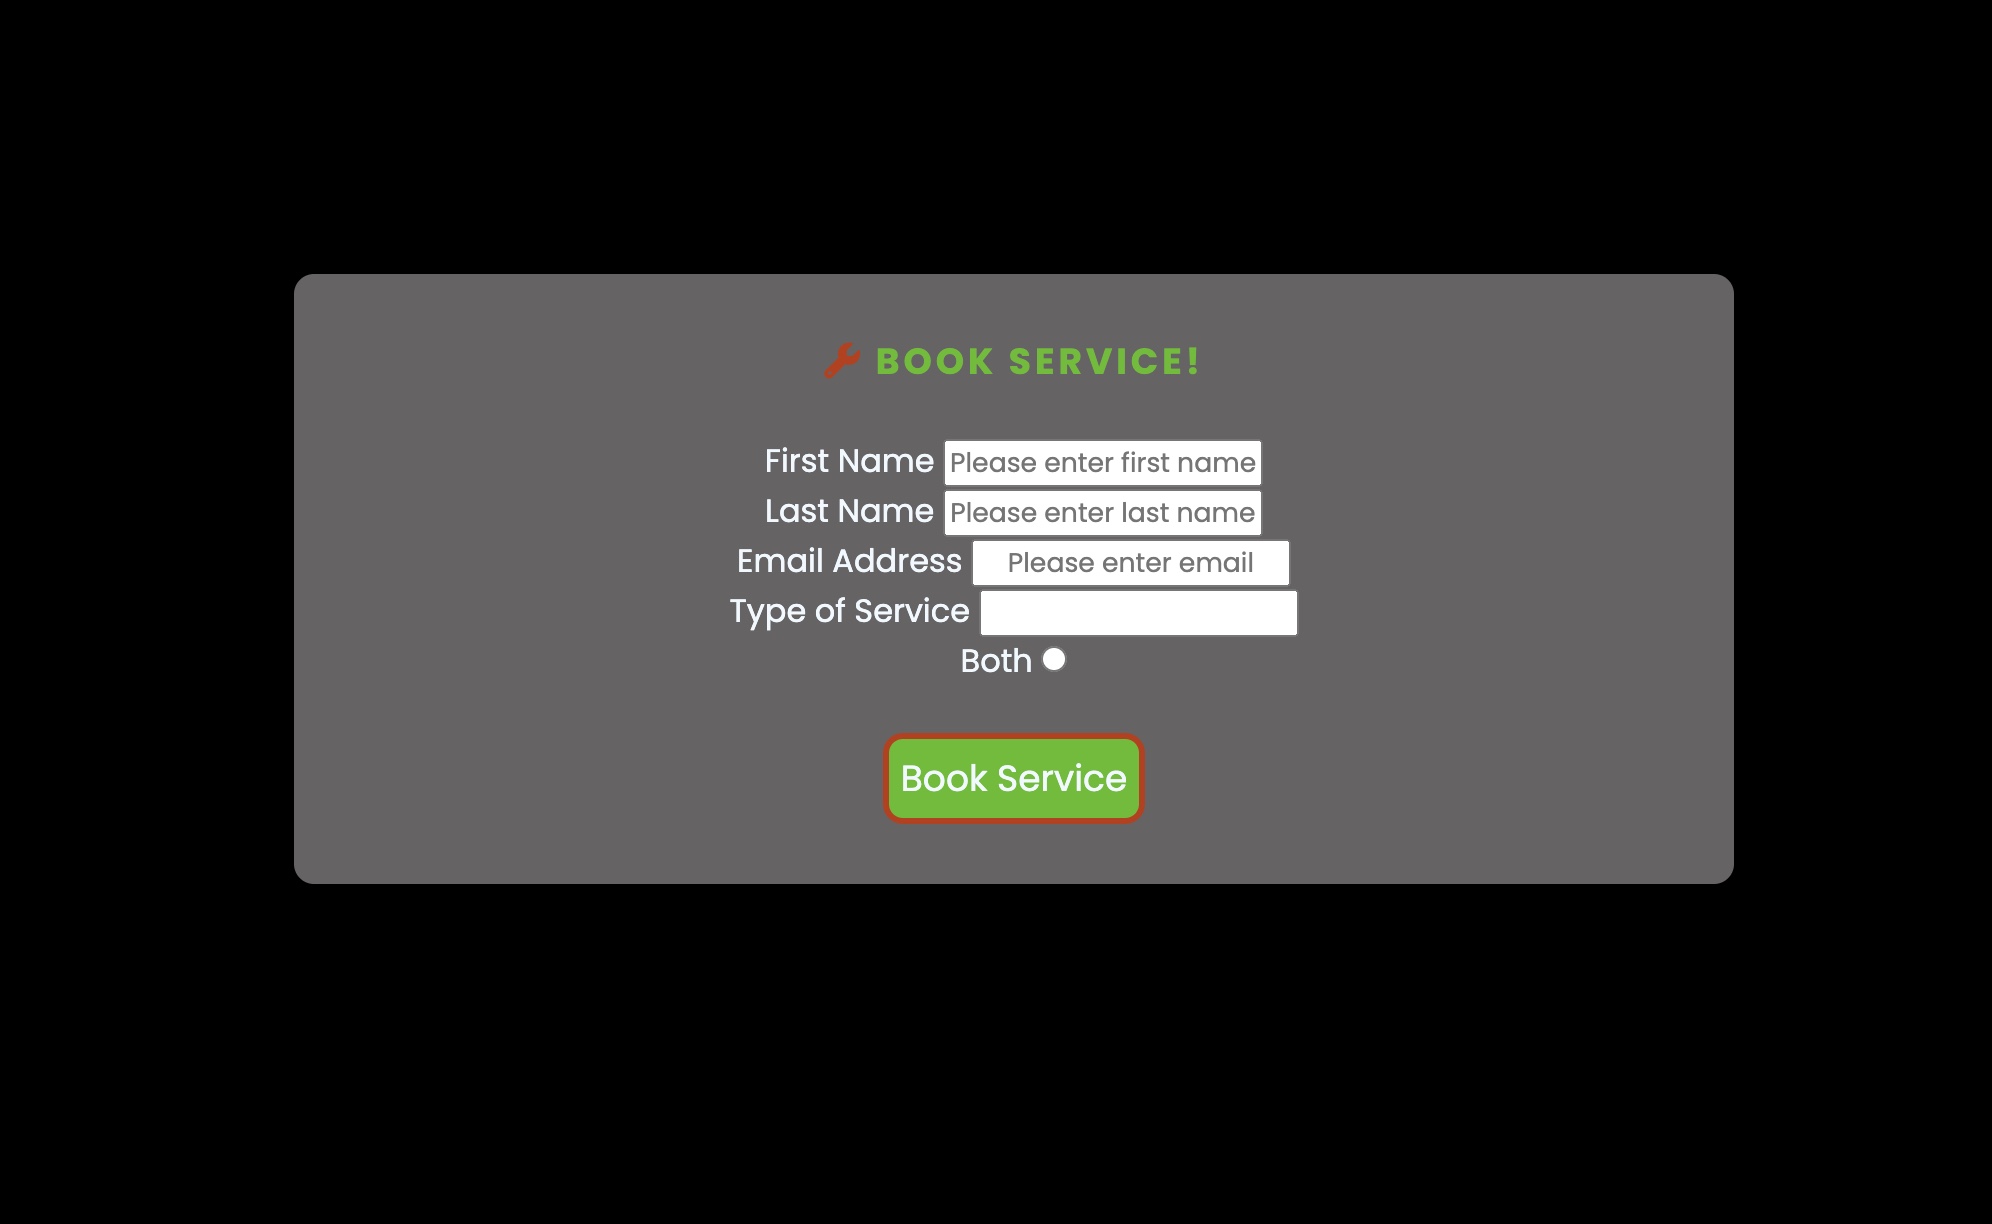 BOOK SERVICE!
First Name Please enter first name
Last Name Please enter last name
Email Address Please enter email
Type of Service
Both
Book Service